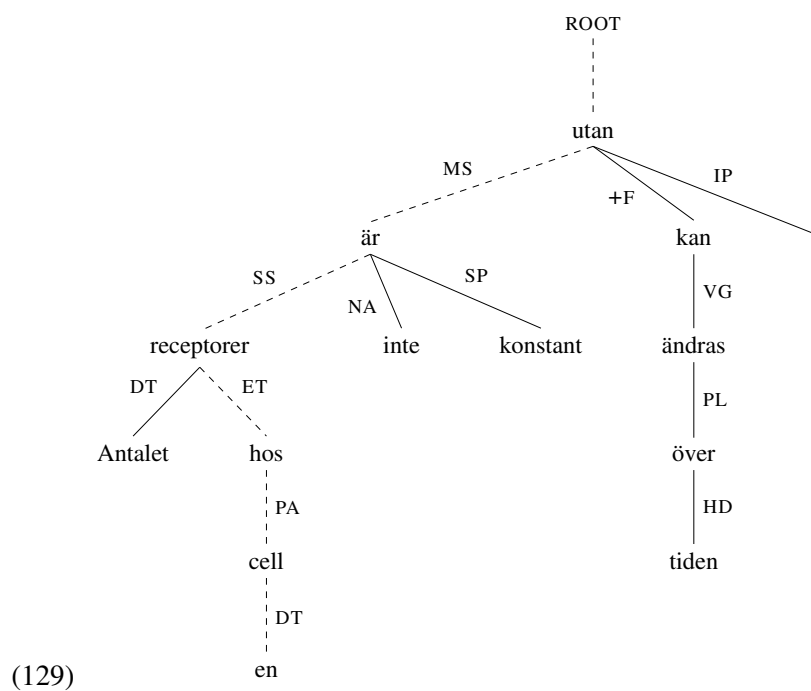 ROOT
utan
MS +F IP
är kan
SS NA SP VG
receptorer inte konstant ändras
DT ET PL
Antalet hos över
PA HD
cell tiden
DT
(129) en